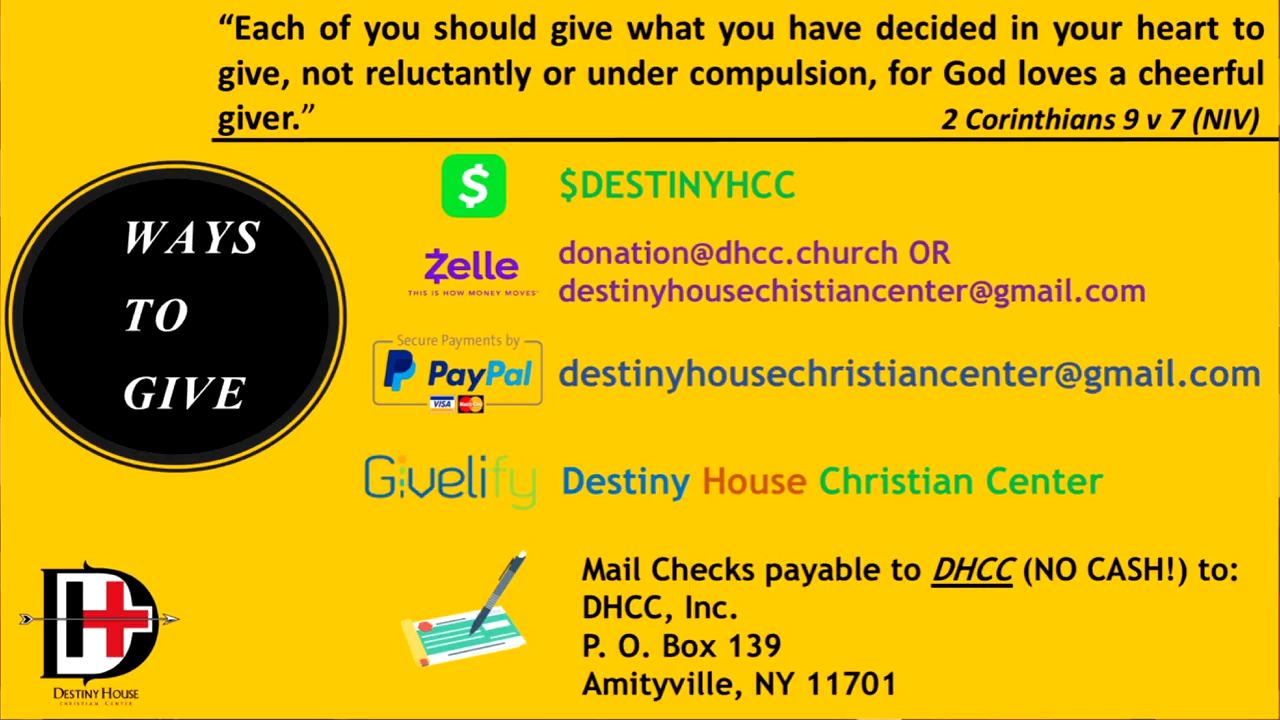 “Each of you should give what you have decided in your heart to
give, not reluctantly or under compulsion, for God loves a cheerful
giver.”
2 Corinthians 9 v 7 (NIV)
WAYS
TO
GIVE
$
$DESTINYHCC
Zelle
THIS IS HOW MONEY MOVES
donation@dhcc.church OR
destinyhousechistiancenter@gmail.com
Secure Payments by
PayPal
VISA
MasterCard
destinyhousechristiancenter@gmail.com
Givelify
Destiny House Christian Center
Mail Checks payable to DHCC (NO CASH!) to:
DHCC, Inc.
P. O. Box 139
Amityville, NY 11701
DH
DESTINY HOUSE
CHRISTIAN CENTER